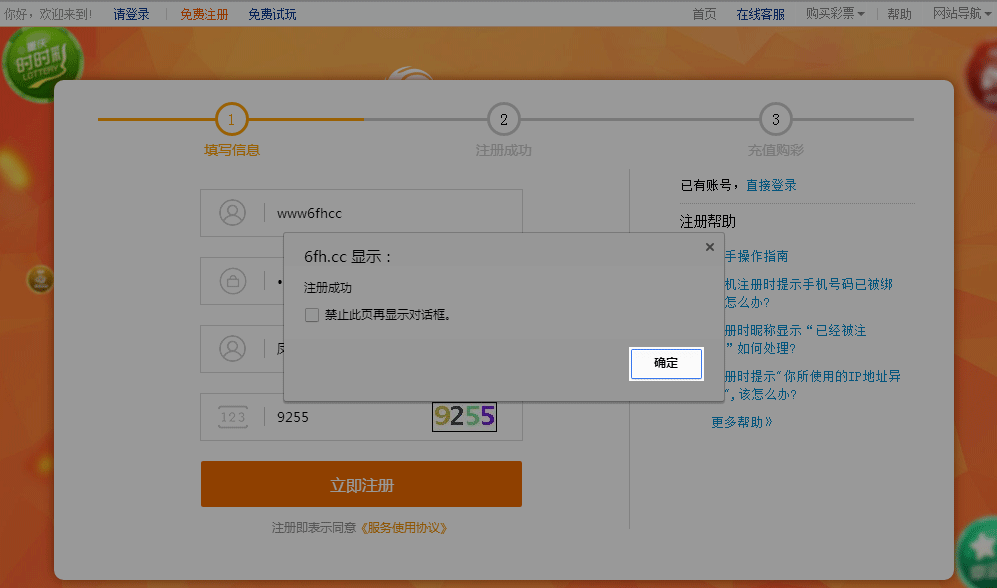 你好，欢迎来到！ 请登录 免费注册 免费试玩 首页 在线客服 购买彩票 帮助 网站导航
重庆
时时彩
LOTTERY
1 2 3
填写信息 注册成功 充值购彩
已有账号，直接登录
www6fhcc
注册帮助
6fh.cc 显示：
×
手操作指南
注册成功
机注册时提示手机号码已被绑
怎么办?
禁止此页再显示对话框。
册时昵称显示“已经被注
”如何处理?
确定
册时提示“你所使用的IP地址异
”,该怎么办?
123 9255 9255
更多帮助》
立即注册
注册即表示同意《服务使用协议》